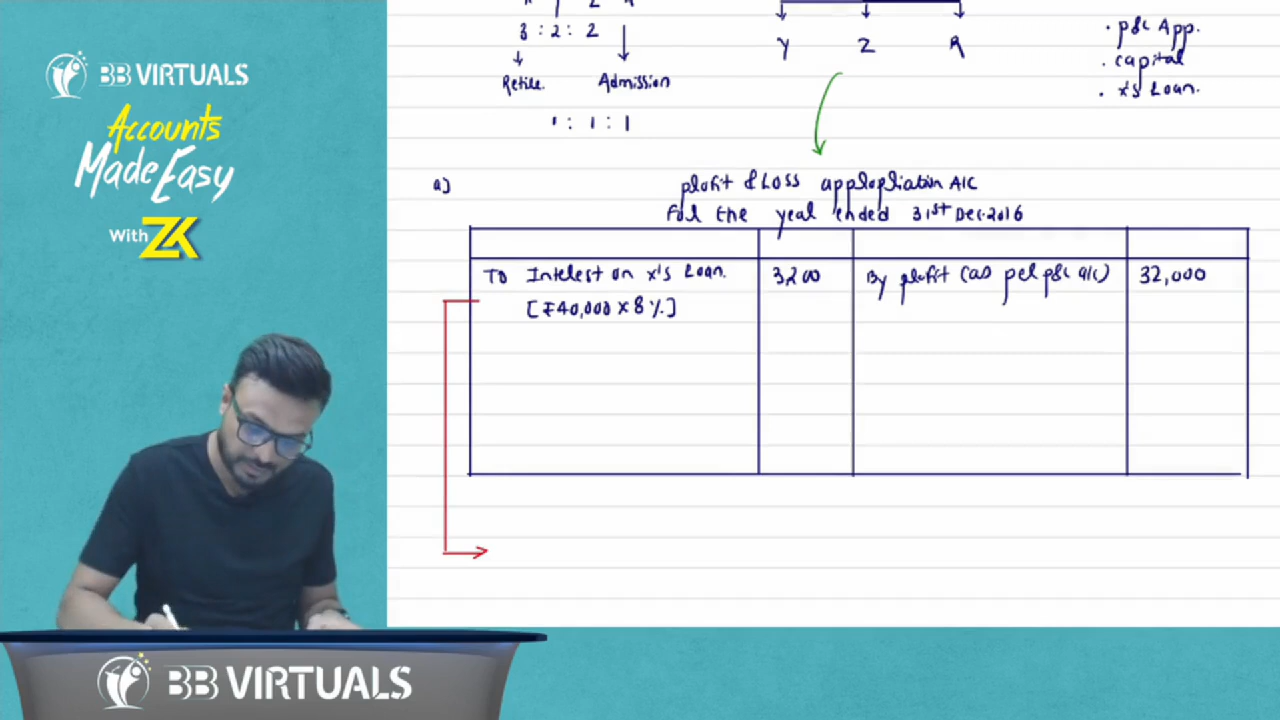 BB VIRTUALS
Accounts
Made Easy
With ZK
3 : 2 : 2
Retire.
Admission
1 : 1 : 1
Y Z R
• P&L App.
• capital
• x's Loan.
a)
Profit & Loss appropriation A/C
For the year ended 31st Dec. 2016
To Interest on x's Loan.
[₹40,000 x 8%]
3,200
By profit (as per p&L a/c)
32,000
BB VIRTUALS